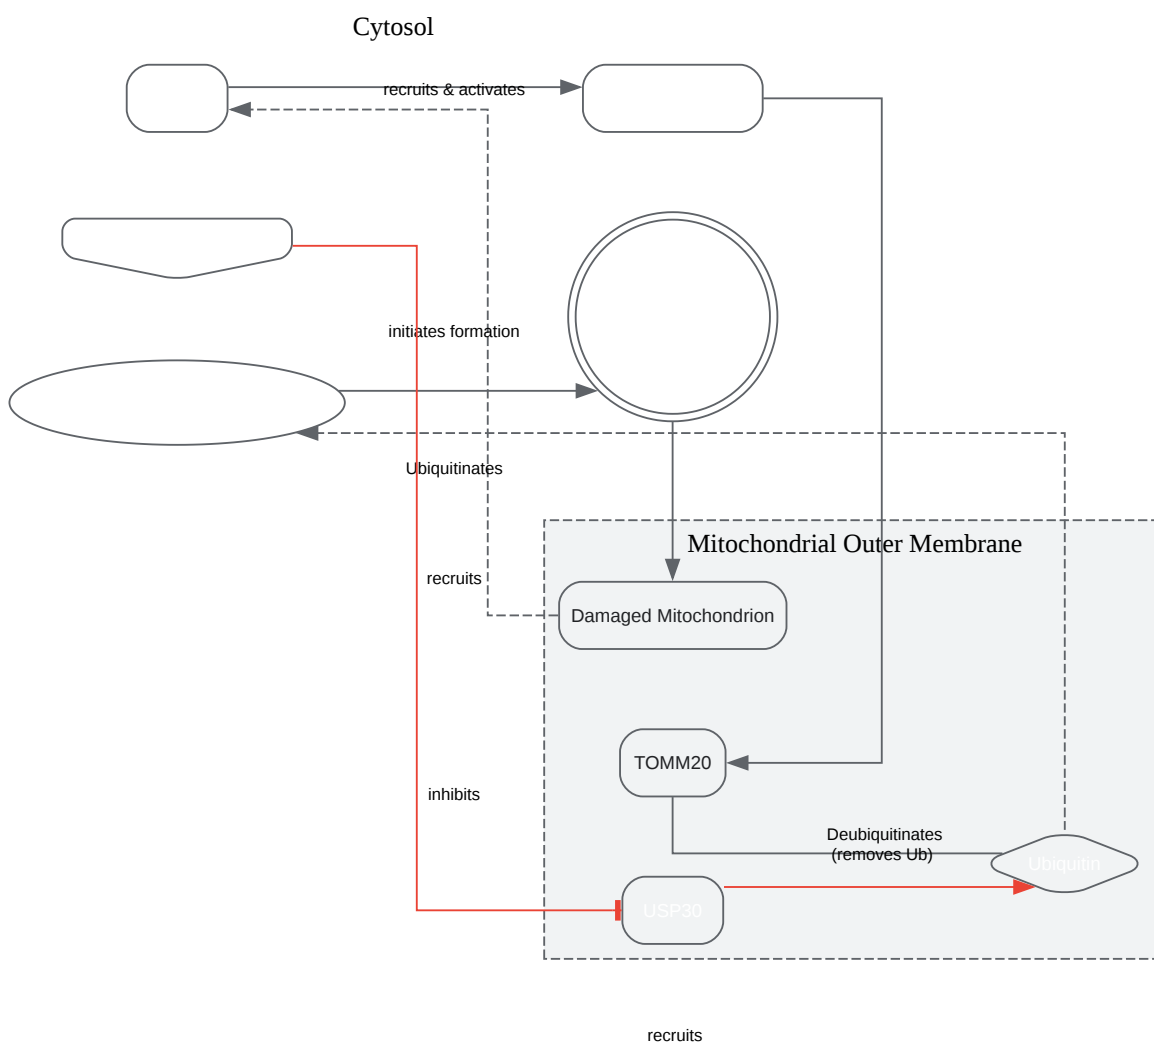 Cytosol
recruits & activates
initiates formation
Ubiquitinates
Mitochondrial Outer Membrane
recruits
Damaged Mitochondrion
TOMM20
inhibits
Deubiquitinates
(removes Ub)
Ubiquitin
USP30
recruits